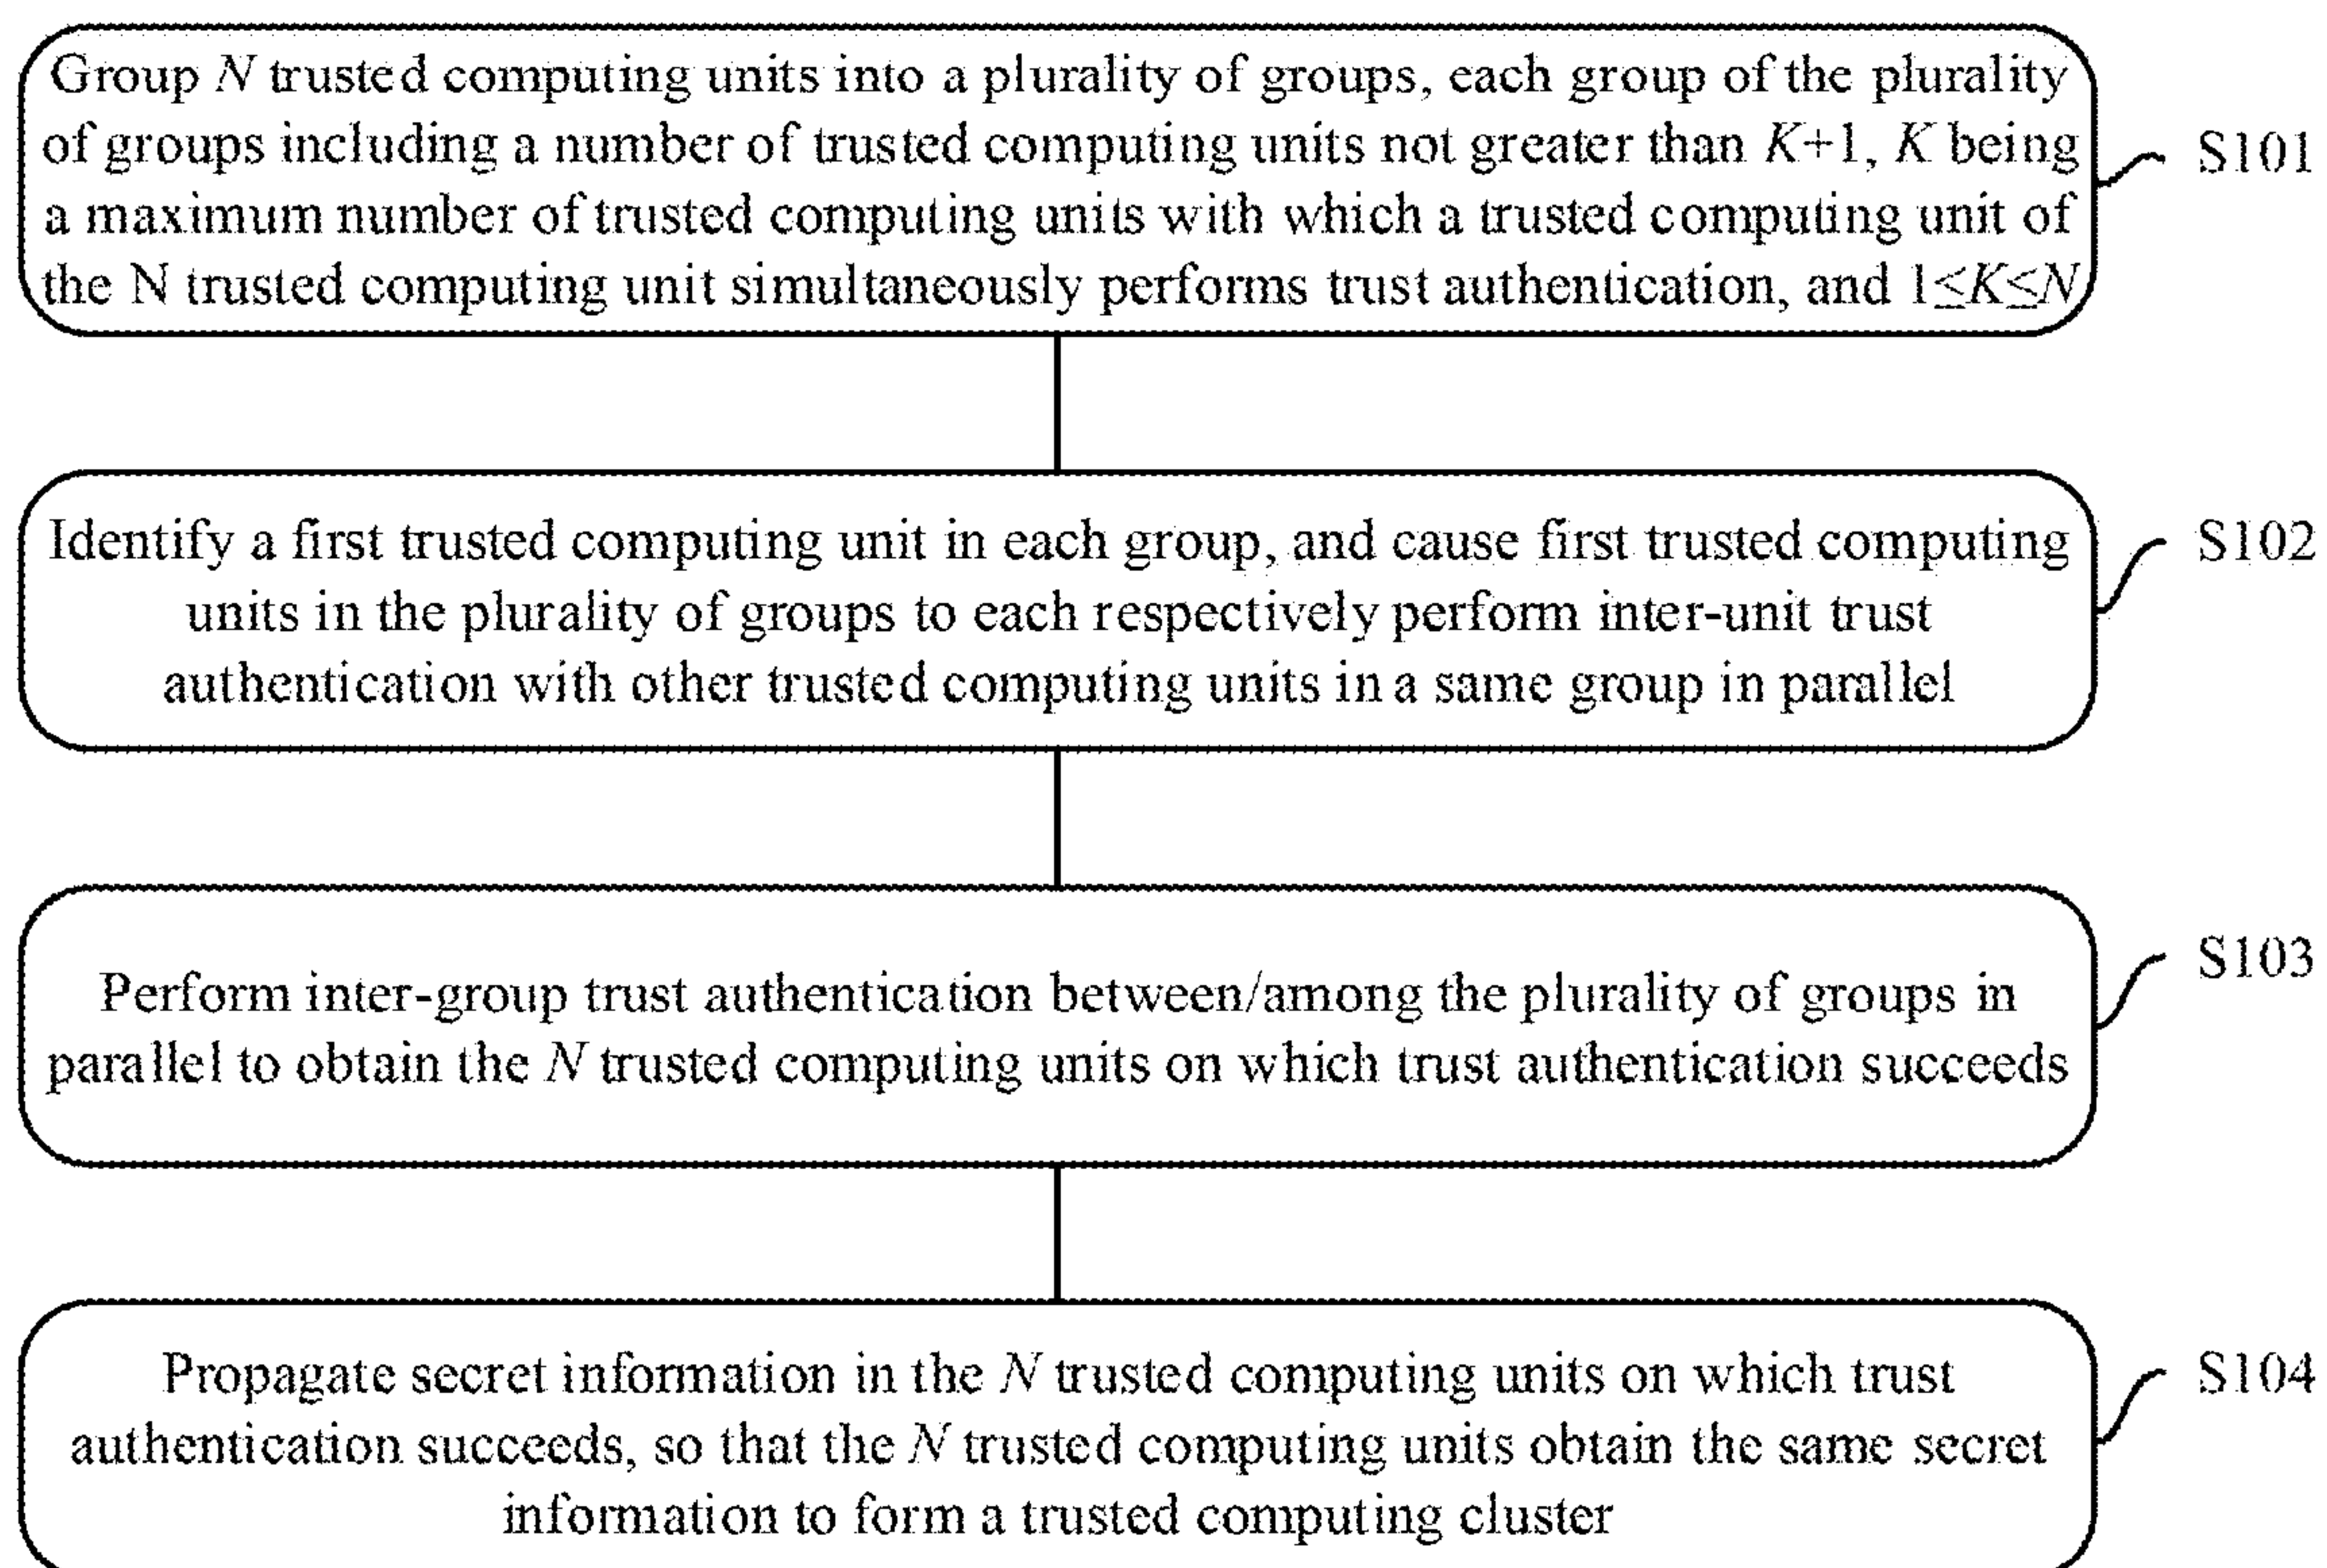 Group N trusted computing units into a plurality of groups, each group of the plurality
of groups including a number of trusted computing units not greater than K+1, K being
a maximum number of trusted computing units with which a trusted computing unit of
the N trusted computing unit simultaneously performs trust authentication, and 1≤K≤N
S101
Identify a first trusted computing unit in each group, and cause first trusted computing
units in the plurality of groups to each respectively perform inter-unit trust
authentication with other trusted computing units in a same group in parallel
S102
Perform inter-group trust authentication between/among the plurality of groups in
parallel to obtain the N trusted computing units on which trust authentication succeeds
S103
Propagate secret information in the N trusted computing units on which trust
authentication succeeds, so that the N trusted computing units obtain the same secret
information to form a trusted computing cluster
S104